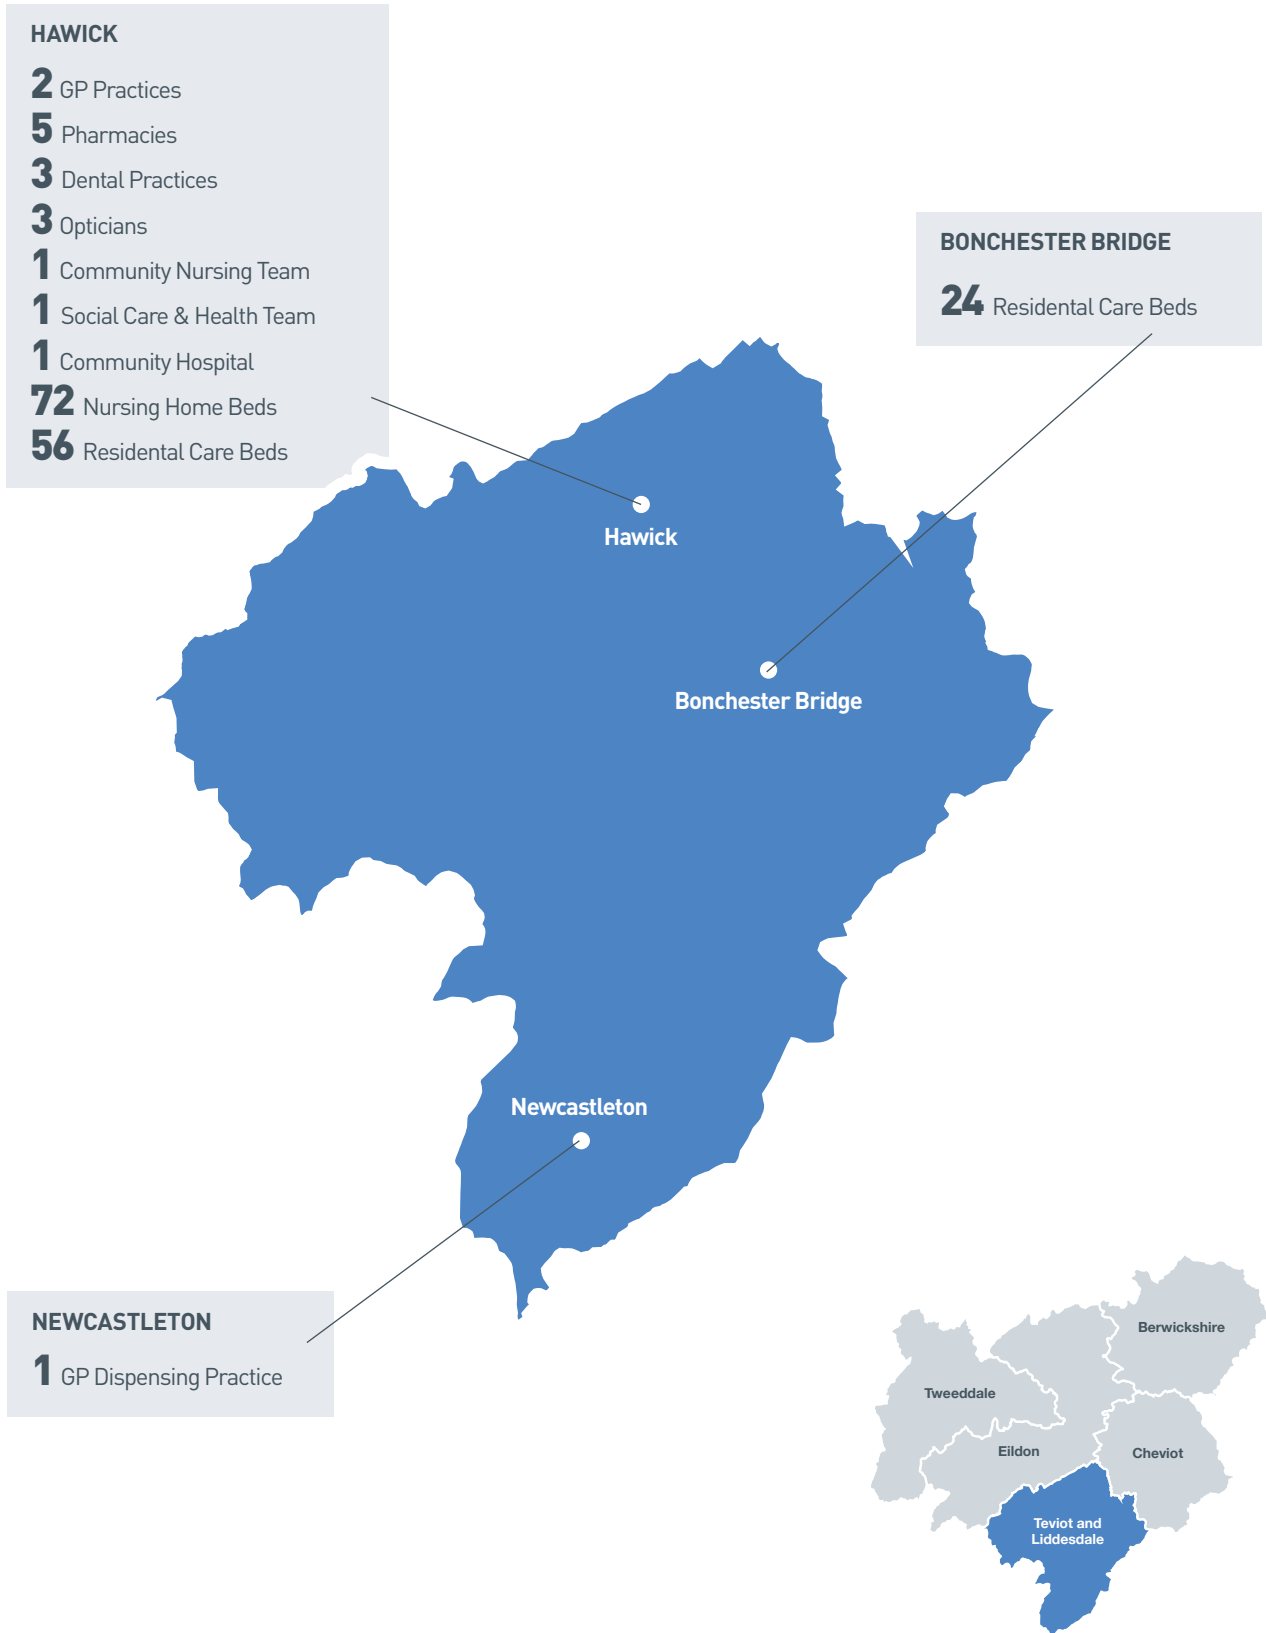 HAWICK
2 GP Practices
5 Pharmacies
3 Dental Practices
3 Opticians
1 Community Nursing Team
1 Social Care & Health Team
1 Community Hospital
72 Nursing Home Beds
56 Residental Care Beds
BONCHESTER BRIDGE
24 Residental Care Beds
Hawick
Bonchester Bridge
Newcastleton
NEWCASTLETON
1 GP Dispensing Practice
Berwickshire
Tweeddale
Eildon
Cheviot
Teviot and
Liddesdale